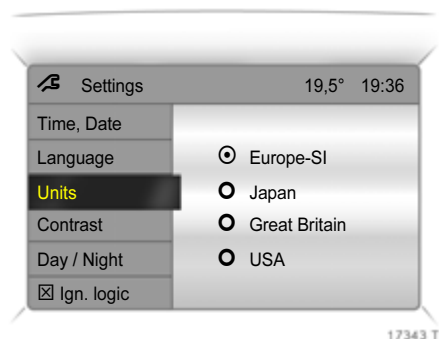 Settings 19,5° 19:36
Time, Date
Language
Units
Contrast
Day / Night
☒ Ign. logic
Europe-SI
Japan
Great Britain
USA
17343 T